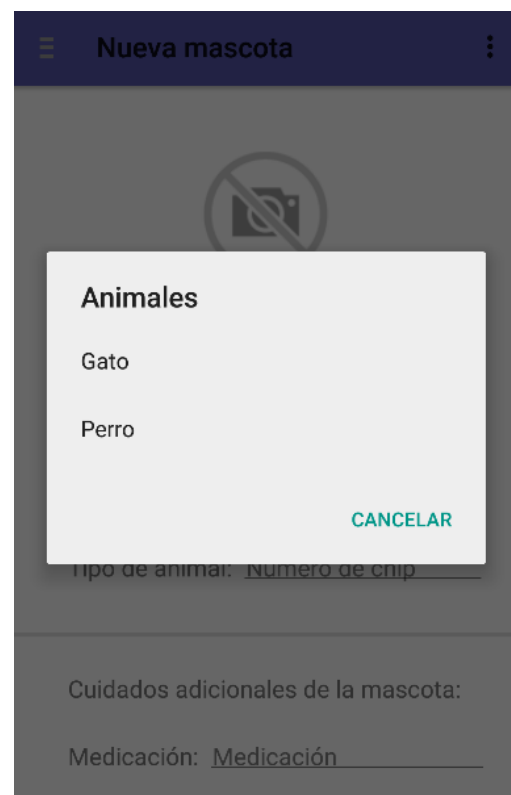 Nueva mascota
Animales
Gato
Perro
CANCELAR
Tipo de animal: Número de chip
Cuidados adicionales de la mascota:
Medicación: Medicación